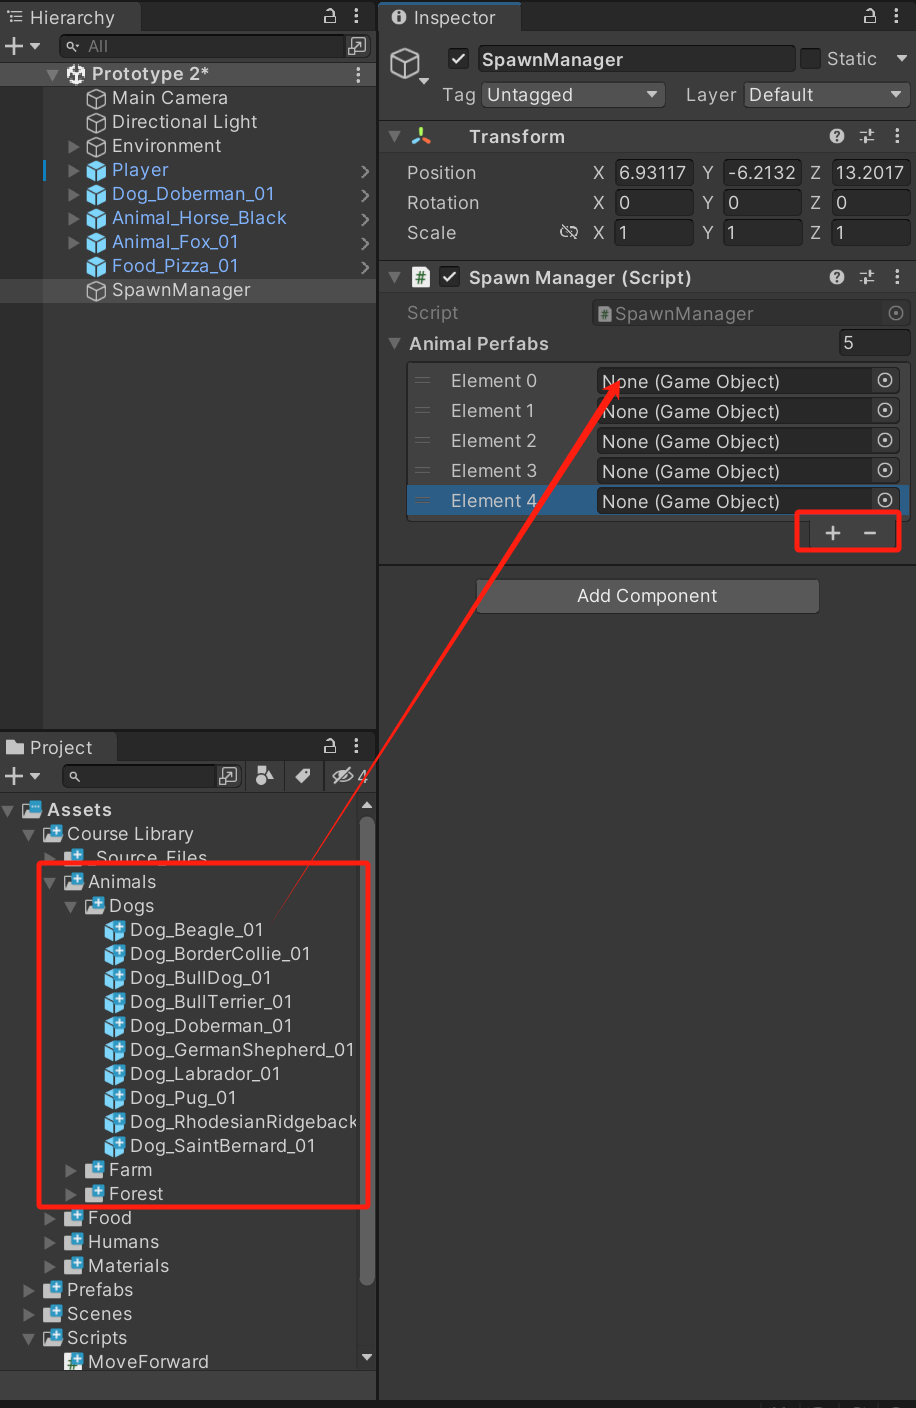 Hierarchy
All
Prototype 2*
Main Camera
Directional Light
Environment
Player
Dog_Doberman_01
Animal_Horse_Black
Animal_Fox_01
Food_Pizza_01
SpawnManager
Inspector
SpawnManager
Static
Tag Untagged
Layer Default
Transform
Position X 6.93117 Y -6.2132 Z 13.2017
Rotation X 0 Y 0 Z 0
Scale X 1 Y 1 Z 1
# Spawn Manager (Script)
Script # SpawnManager
Animal Perfabs 5
Element 0 None (Game Object)
Element 1 None (Game Object)
Element 2 None (Game Object)
Element 3 None (Game Object)
Element 4 None (Game Object)
+ −
Add Component
Project
4
Assets
Course Library
_Source_Files
Animals
Dogs
Dog_Beagle_01
Dog_BorderCollie_01
Dog_BullDog_01
Dog_BullTerrier_01
Dog_Doberman_01
Dog_GermanShepherd_01
Dog_Labrador_01
Dog_Pug_01
Dog_RhodesianRidgeback
Dog_SaintBernard_01
Farm
Forest
Food
Humans
Materials
Prefabs
Scenes
Scripts
MoveForward